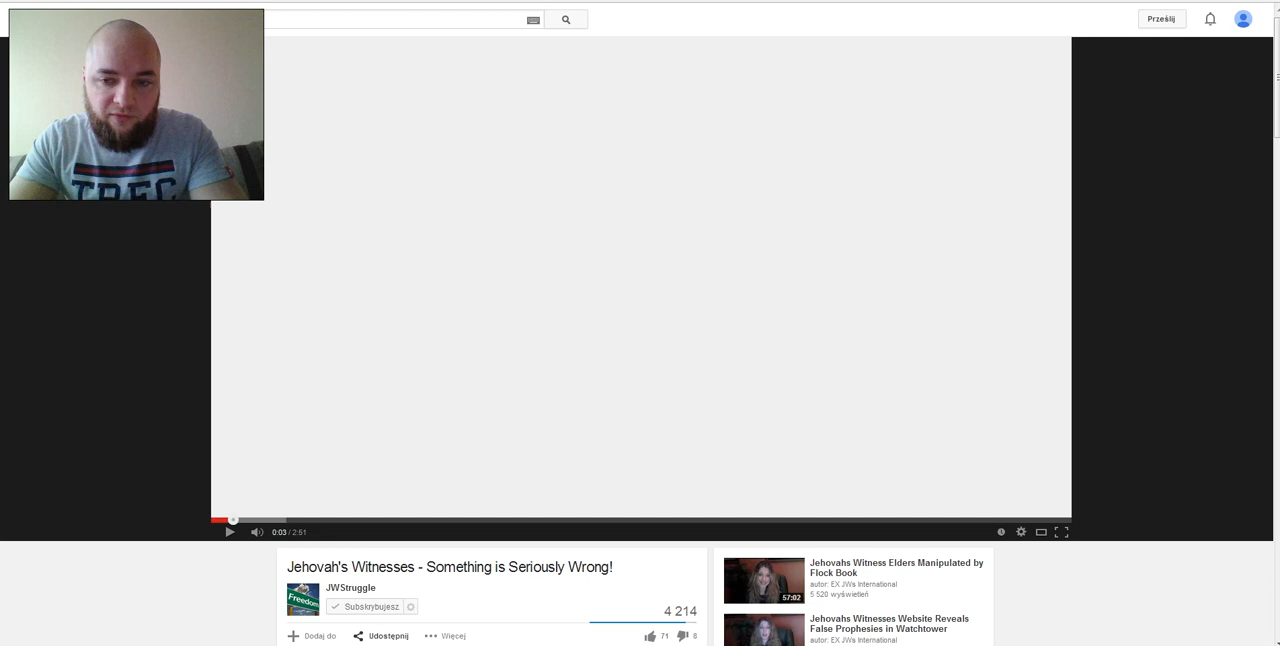 Prześlij
TREC
0:03 / 2:51
Jehovah's Witnesses - Something is Seriously Wrong!
Freedom
JWStruggle
Subskrybujesz
4 214
Dodaj do
Udostępnij
Więcej
71
8
57:02
Jehovahs Witness Elders Manipulated by
Flock Book
autor: EX JWs International
5 520 wyświetleń
Jehovahs Witnesses Website Reveals
False Prophesies in Watchtower
autor: EX JWs International